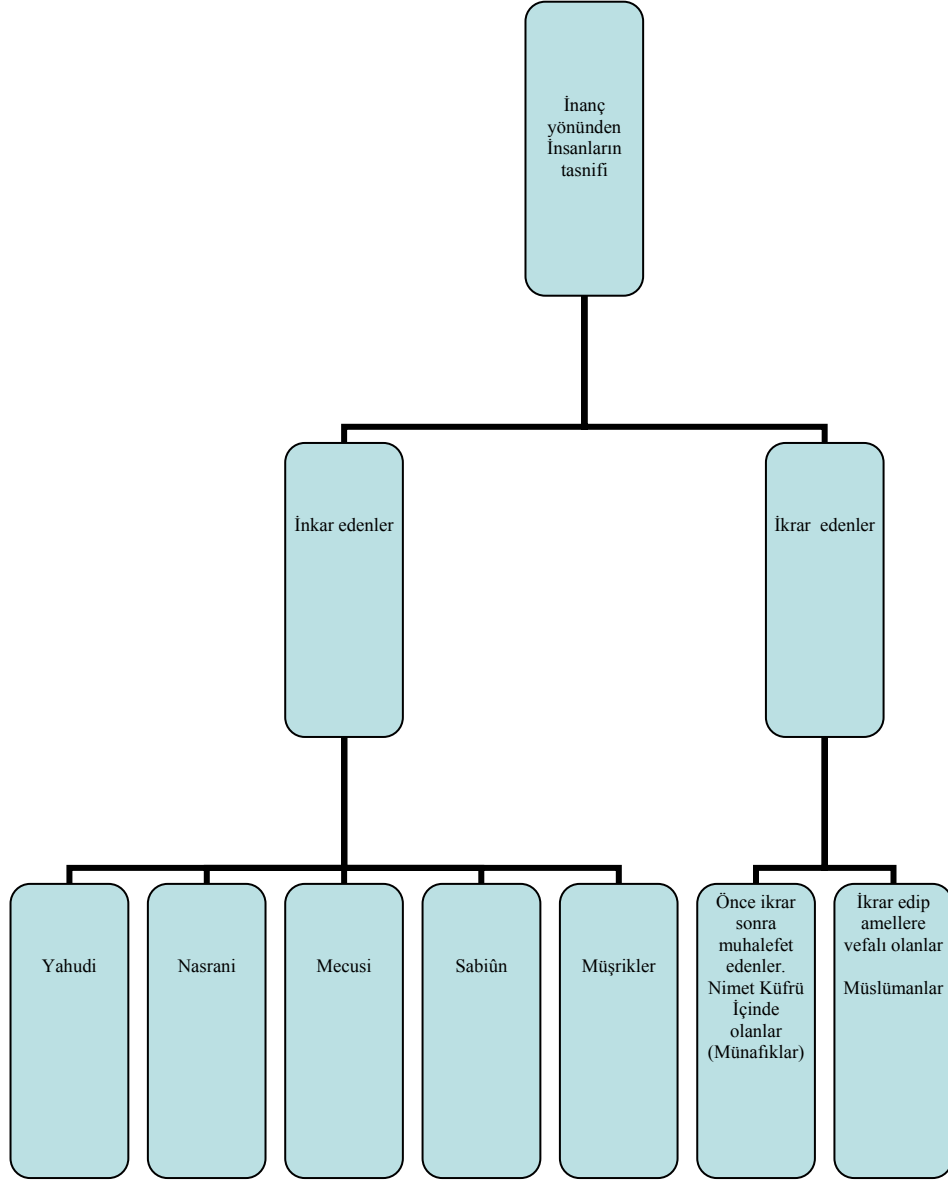 İnanç
yönünden
İnsanların
tasnifi
İnkar edenler
İkrar edenler
Yahudi
Nasrani
Mecusi
Sabiûn
Müşrikler
Önce ikrar
sonra
muhalefet
edenler.
Nimet Küfrü
İçinde
olanlar
(Münafıklar)
İkrar edip
amellere
vefalı olanlar
Müslümanlar